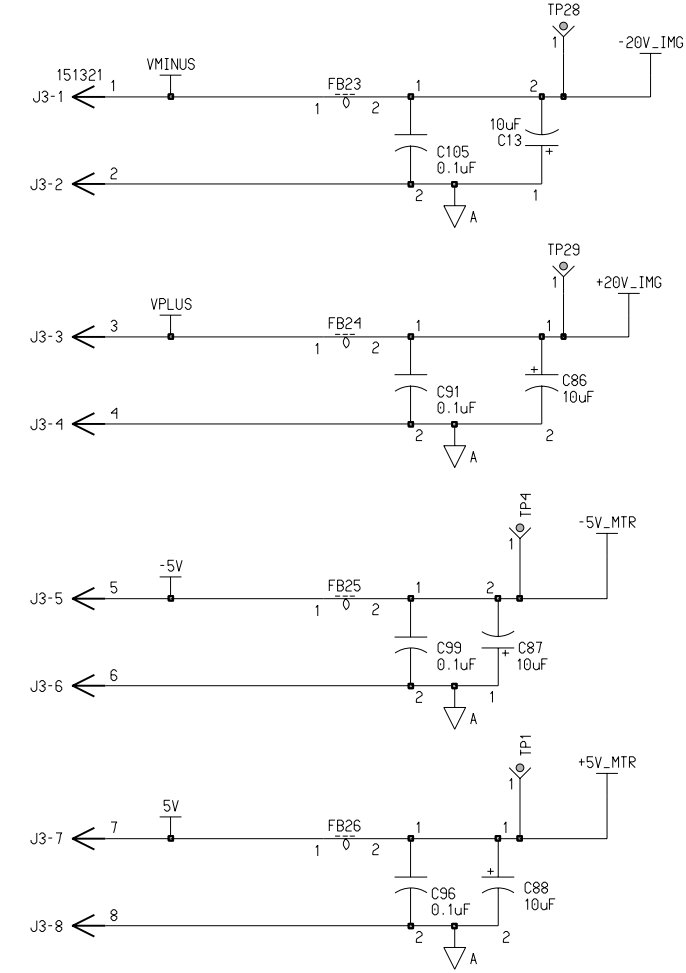 TP28
1
-20V_IMG
151321
VMINUS
J3-1
1
FB23
1
2
1
2
10uF
C13
+
C105
0.1uF
J3-2
2
2
1
A
TP29
1
+20V_IMG
VPLUS
J3-3
3
FB24
1
2
1
1
+
C86
10uF
C91
0.1uF
J3-4
4
2
2
A
TP4
1
-5V_MTR
-5V
J3-5
5
FB25
1
2
1
2
C99
0.1uF
+
C87
10uF
J3-6
6
2
1
A
TP1
1
+5V_MTR
5V
J3-7
7
FB26
1
2
1
1
+
C88
10uF
C96
0.1uF
J3-8
8
2
2
A